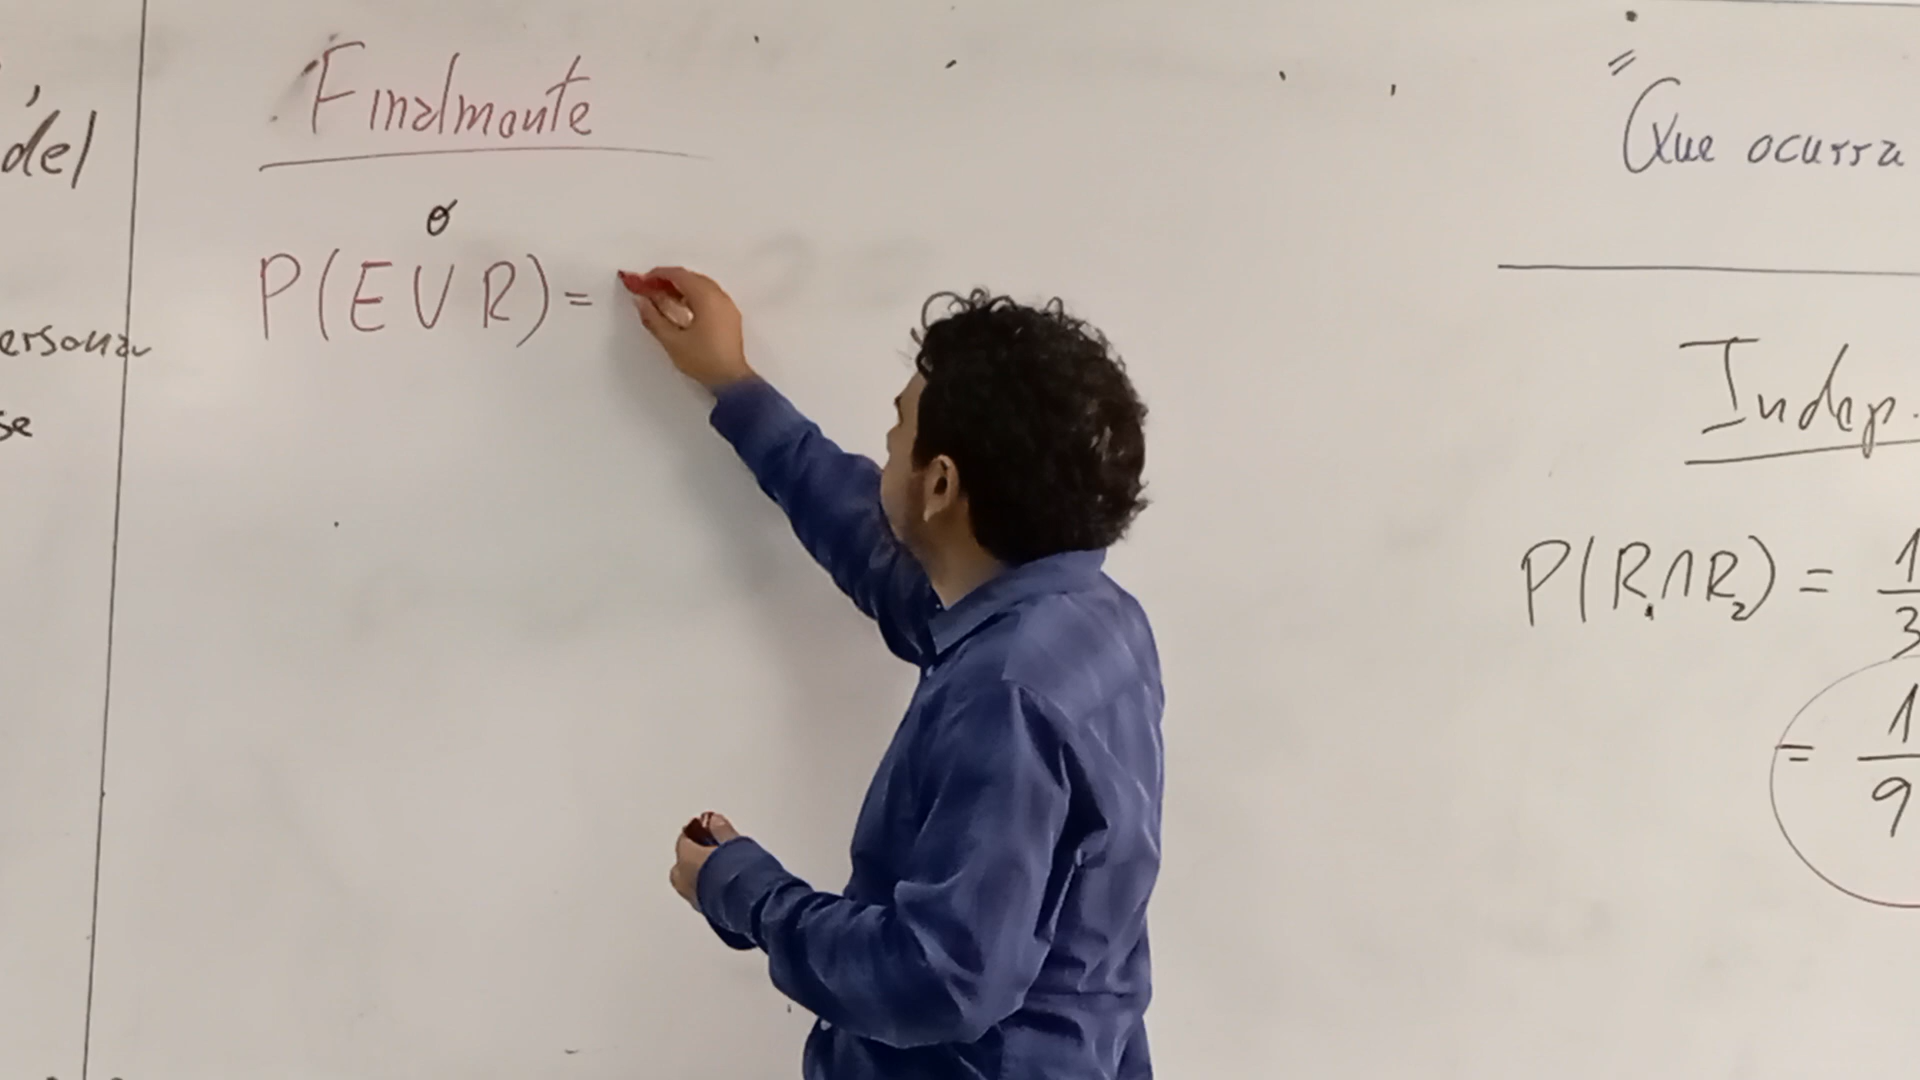 del
ersona
se
Finalmente
o
P(E U R) =
"
Que ocurra
Indep.
P(R₁∩R₂) = 1/3
= 1/9